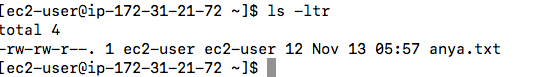 [ec2-user@ip-172-31-21-72 ~]$ ls -ltr
total 4
-rw-rw-r--. 1 ec2-user ec2-user 12 Nov 13 05:57 anya.txt
[ec2-user@ip-172-31-21-72 ~]$